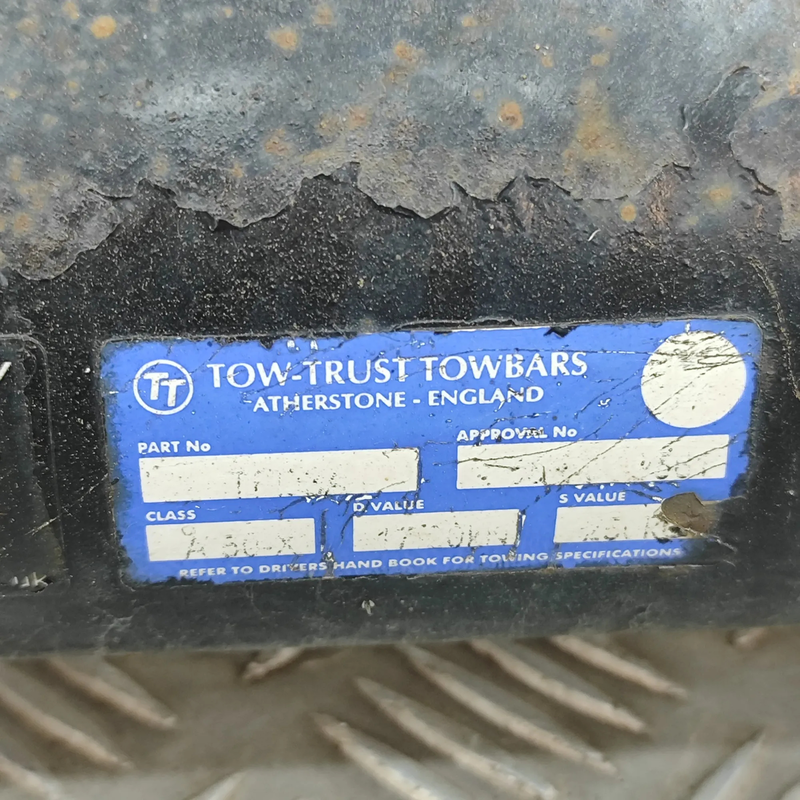 TT TOW-TRUST TOWBARS
ATHERSTONE - ENGLAND
PART No APPROVAL No
CLASS D VALUE S VALUE
REFER TO DRIVERS HAND BOOK FOR TOWING SPECIFICATIONS